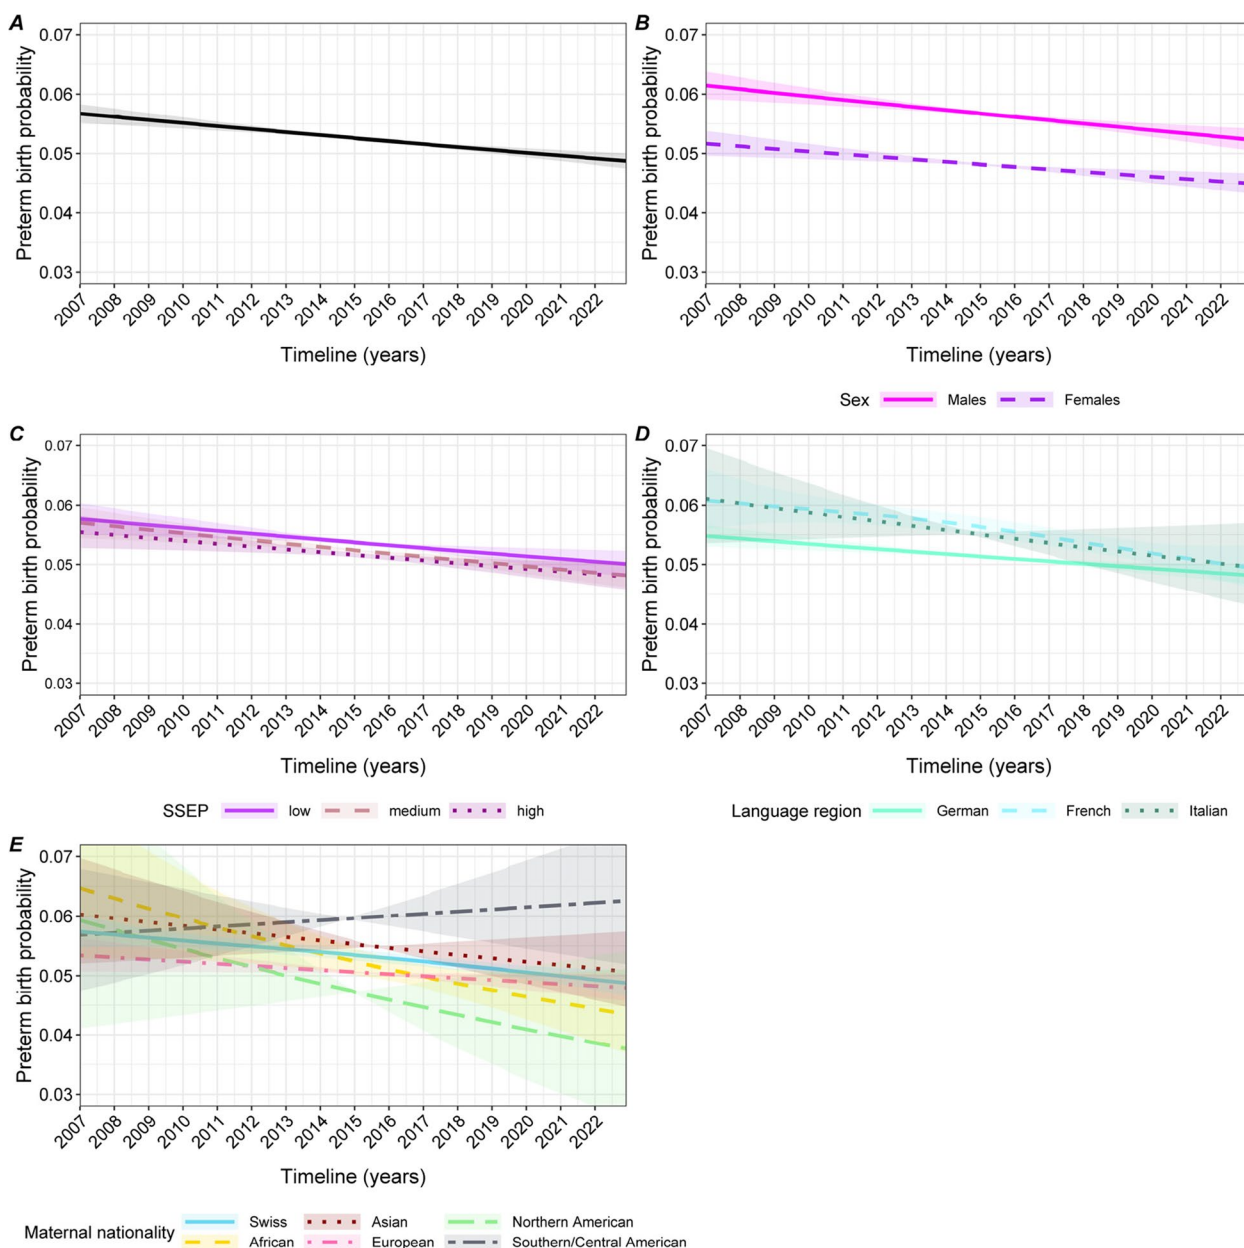 A
Preterm birth probability
0.07
0.06
0.05
0.04
0.03
2007 2008 2009 2010 2011 2012 2013 2014 2015 2016 2017 2018 2019 2020 2021 2022
Timeline (years)
B
Preterm birth probability
0.07
0.06
0.05
0.04
0.03
2007 2008 2009 2010 2011 2012 2013 2014 2015 2016 2017 2018 2019 2020 2021 2022
Timeline (years)
Sex Males Females
C
Preterm birth probability
0.07
0.06
0.05
0.04
0.03
2007 2008 2009 2010 2011 2012 2013 2014 2015 2016 2017 2018 2019 2020 2021 2022
Timeline (years)
SSEP low medium high
D
Preterm birth probability
0.07
0.06
0.05
0.04
0.03
2007 2008 2009 2010 2011 2012 2013 2014 2015 2016 2017 2018 2019 2020 2021 2022
Timeline (years)
Language region German French Italian
E
Preterm birth probability
0.07
0.06
0.05
0.04
0.03
2007 2008 2009 2010 2011 2012 2013 2014 2015 2016 2017 2018 2019 2020 2021 2022
Timeline (years)
Maternal nationality
Swiss Asian Northern American
African European Southern/Central American